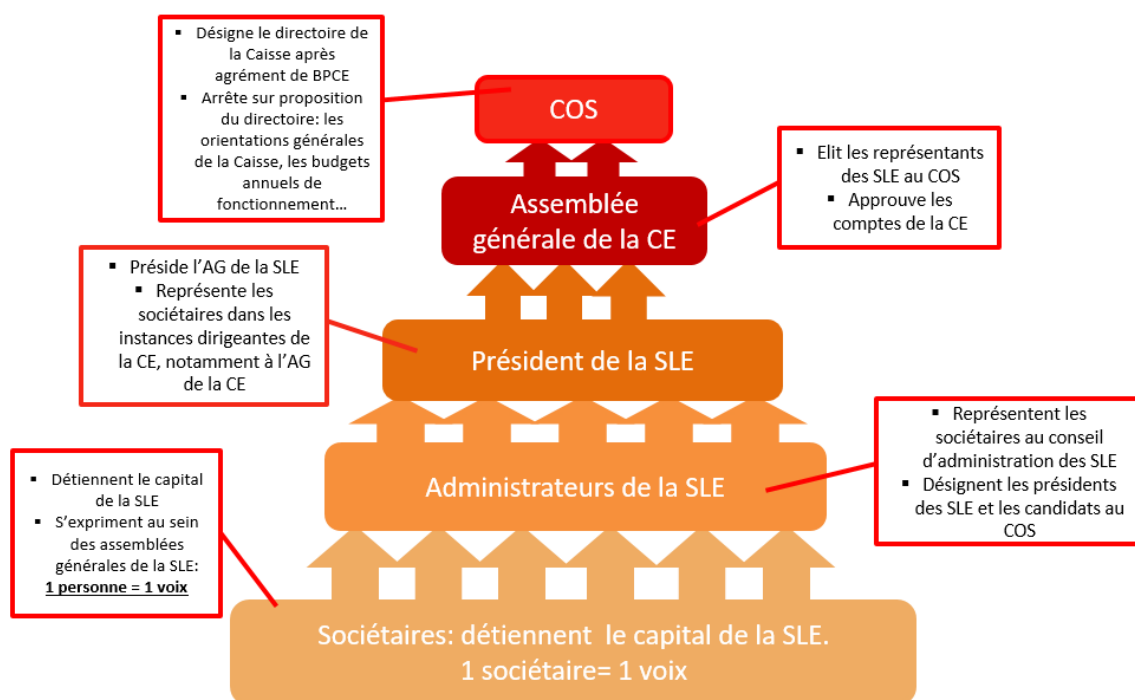 ▪ Désigne le directoire de
la Caisse après
agrément de BPCE
▪ Arrête sur proposition
du directoire: les
orientations générales
de la Caisse, les budgets
annuels de
fonctionnement…
COS
▪ Elit les représentants
des SLE au COS
▪ Approuve les
comptes de la CE
Assemblée
générale de la CE
▪ Préside l’AG de la SLE
▪ Représente les
sociétaires dans les
instances dirigeantes
de la CE, notamment à l’AG
de la CE
Président de la SLE
▪ Représentent les
sociétaires au conseil
d’administration des SLE
▪ Désignent les présidents
des SLE et les candidats au
COS
Administrateurs de la SLE
▪ Détiennent le capital
de la SLE
▪ S’expriment au sein
des assemblées
générales de la SLE:
1 personne = 1 voix
Sociétaires: détiennent le capital de la SLE.
1 sociétaire= 1 voix